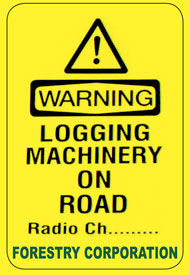 WARNING
LOGGING
MACHINERY
ON
ROAD
Radio Ch.........
FORESTRY CORPORATION